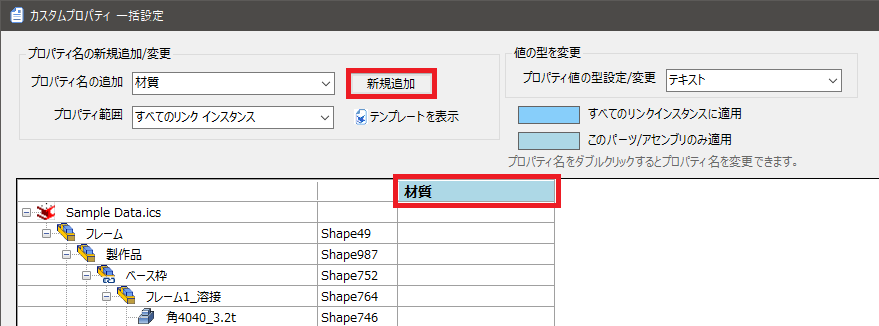 カスタムプロパティ 一括設定
プロパティ名の新規追加/変更
プロパティ名の追加 材質 新規追加
プロパティ範囲 すべてのリンク インスタンス テンプレートを表示
値の型を変更
プロパティ値の型設定/変更 テキスト
すべてのリンクインスタンスに適用
このパーツ/アセンブリのみ適用
プロパティ名をダブルクリックするとプロパティ名を変更できます。
材質
Sample Data.ics
フレーム Shape49
製作品 Shape987
ベース枠 Shape752
フレーム1_溶接 Shape764
角4040_3.2t Shape746